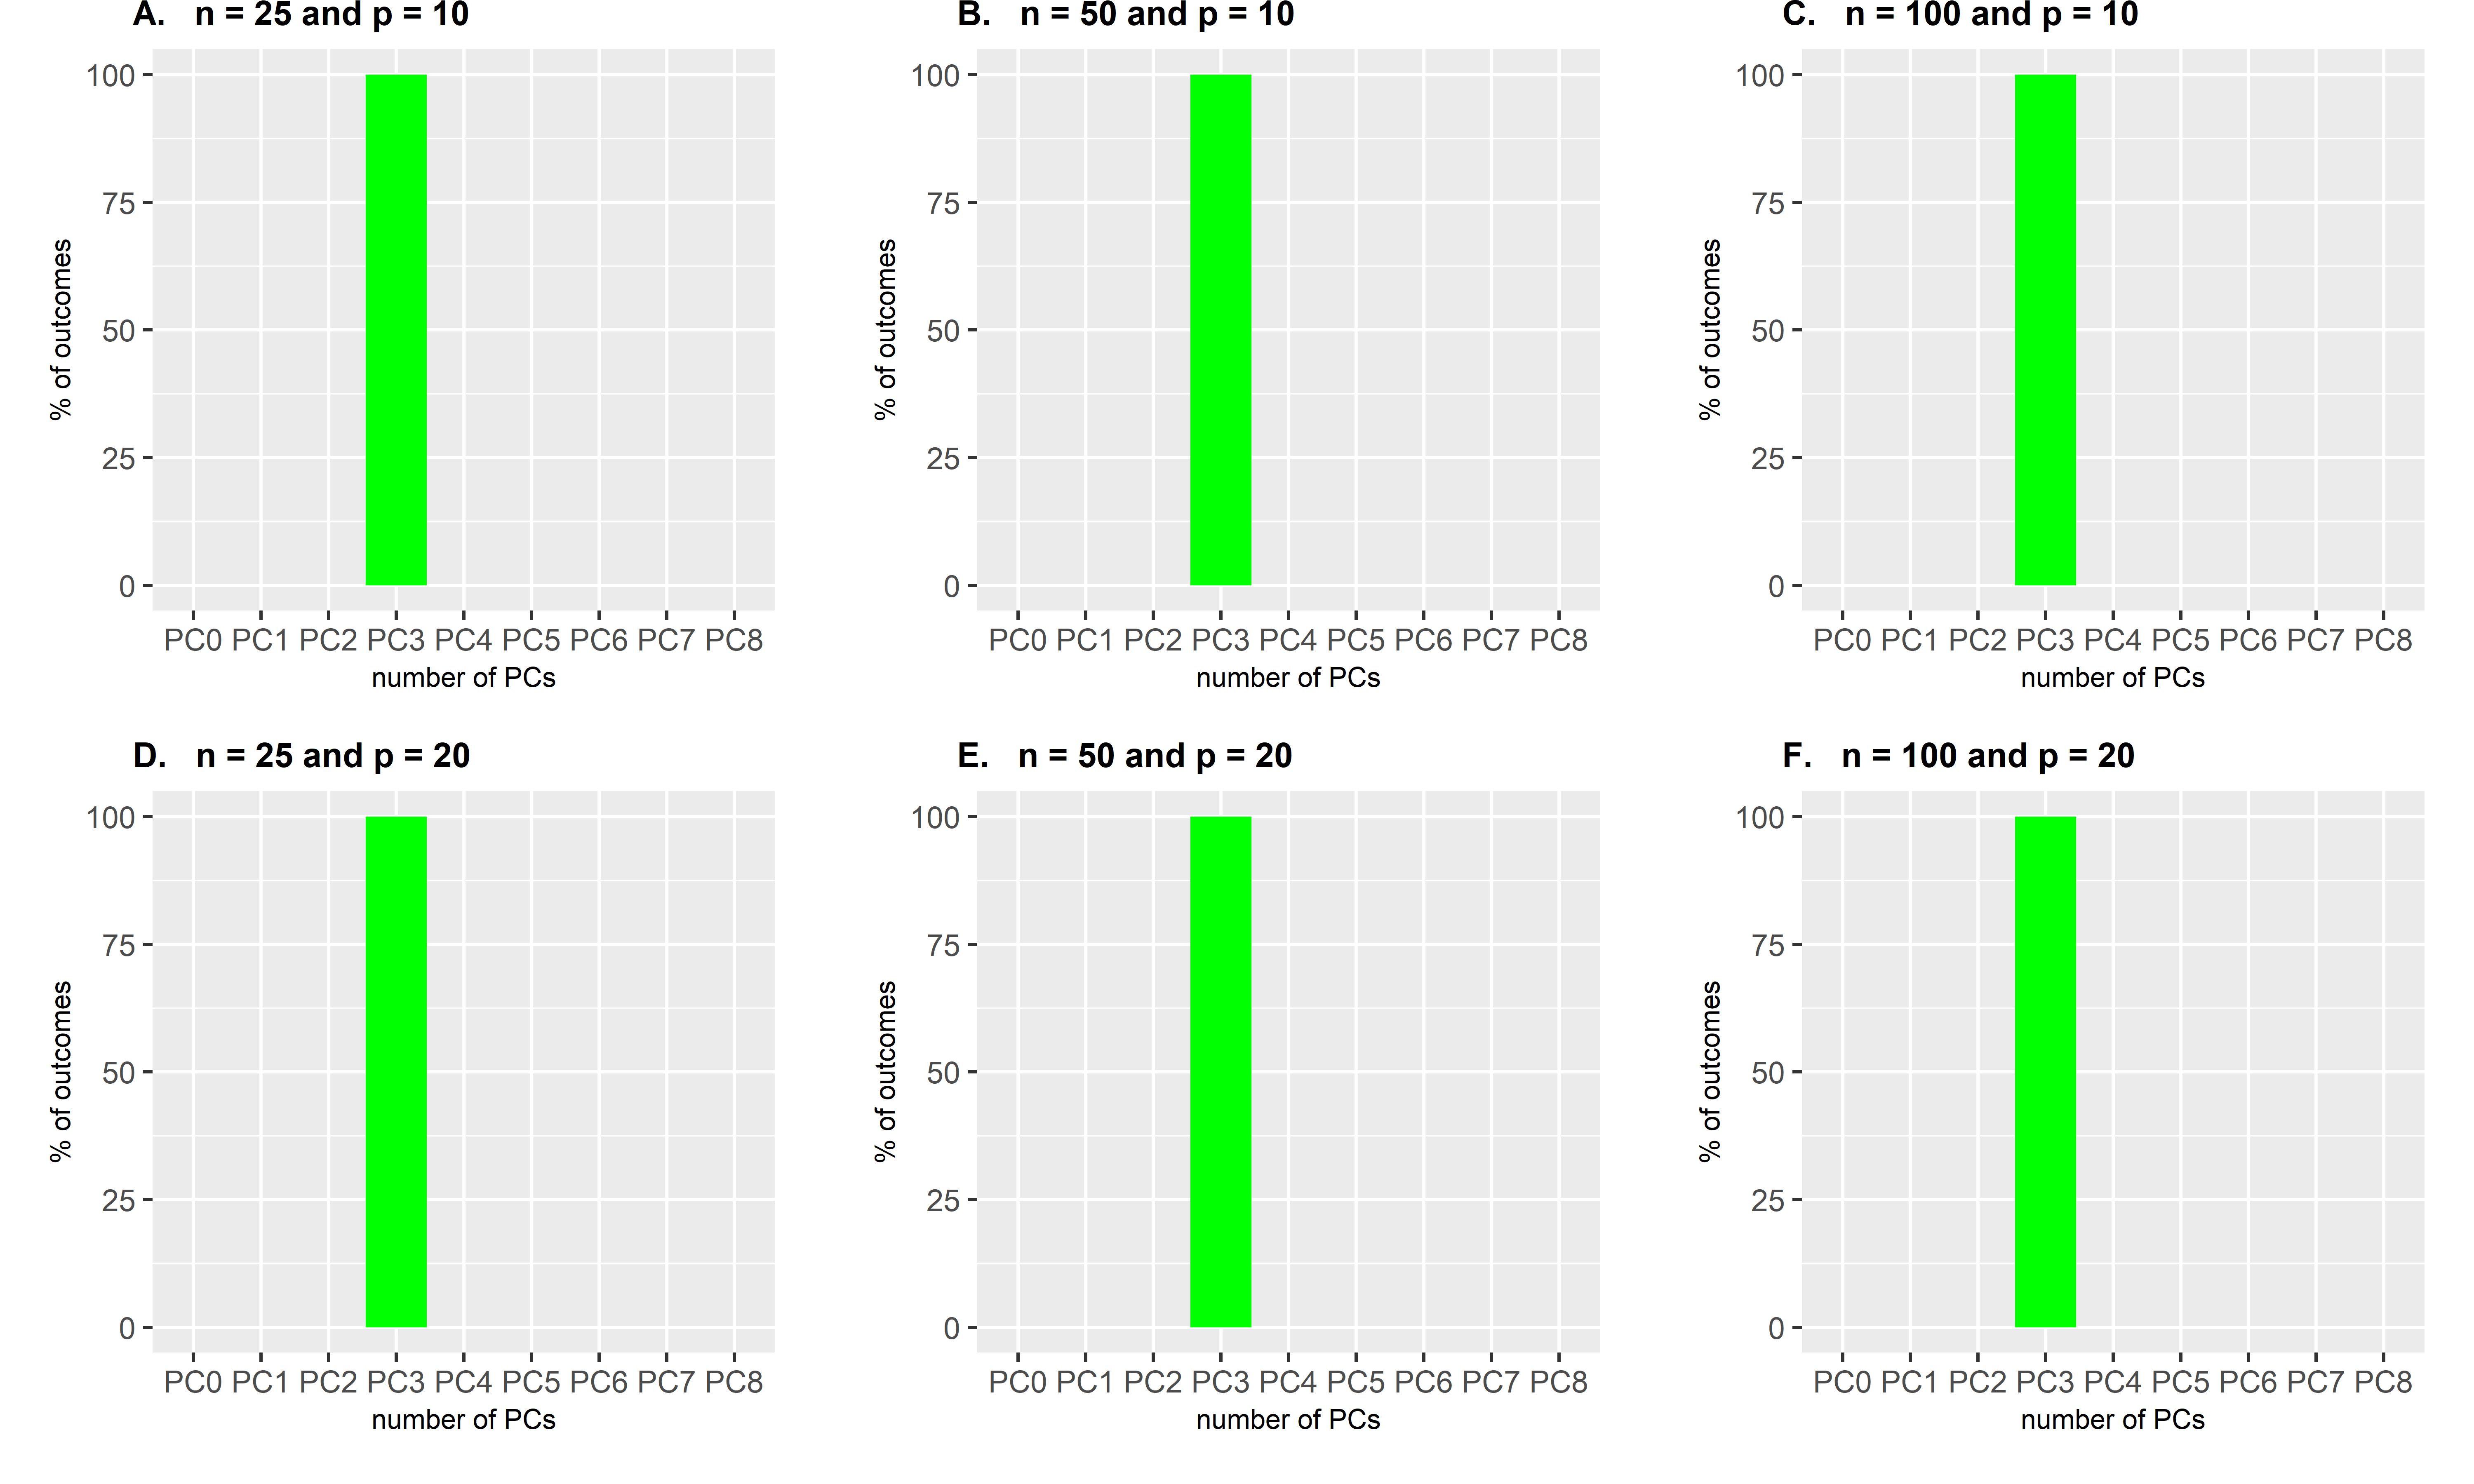 A. n = 25 and p = 10
100
75
50
25
0
% of outcomes
PC0 PC1 PC2 PC3 PC4 PC5 PC6 PC7 PC8
number of PCs
B. n = 50 and p = 10
100
75
50
25
0
% of outcomes
PC0 PC1 PC2 PC3 PC4 PC5 PC6 PC7 PC8
number of PCs
C. n = 100 and p = 10
100
75
50
25
0
% of outcomes
PC0 PC1 PC2 PC3 PC4 PC5 PC6 PC7 PC8
number of PCs
D. n = 25 and p = 20
100
75
50
25
0
% of outcomes
PC0 PC1 PC2 PC3 PC4 PC5 PC6 PC7 PC8
number of PCs
E. n = 50 and p = 20
100
75
50
25
0
% of outcomes
PC0 PC1 PC2 PC3 PC4 PC5 PC6 PC7 PC8
number of PCs
F. n = 100 and p = 20
100
75
50
25
0
% of outcomes
PC0 PC1 PC2 PC3 PC4 PC5 PC6 PC7 PC8
number of PCs